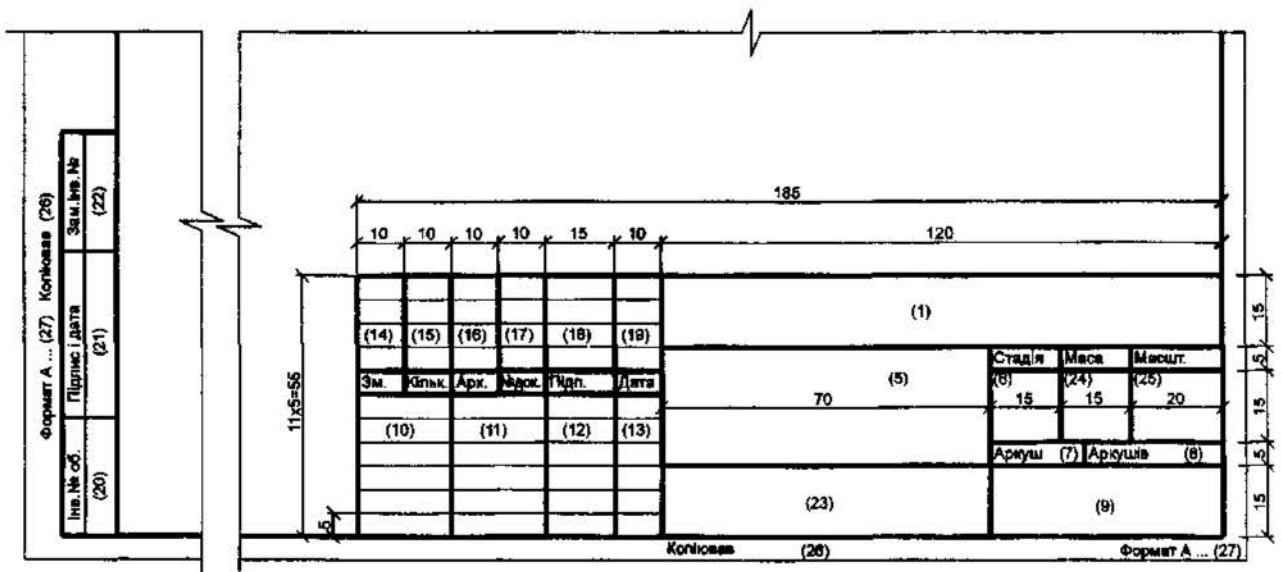 185
10 10 10 10 15 10 120
(1)
15
(14) (15) (16) (17) (18) (19)
Стадія Маса Масшт.
5
Зм. Кільк. Арк. №док. Підп. Дата
(5)
(6) (24) (25)
70
15 15 20
15
11х5=55
(10) (11) (12) (13)
Аркуш (7) Аркушів (8)
5
(23)
(9)
15
5
Копіював (26) Формат А ... (27)
Формат А ... (27) Копіював (26)
Зам.інв.№
(22)
Підпис і дата
(21)
Інв.№ об.
(20)